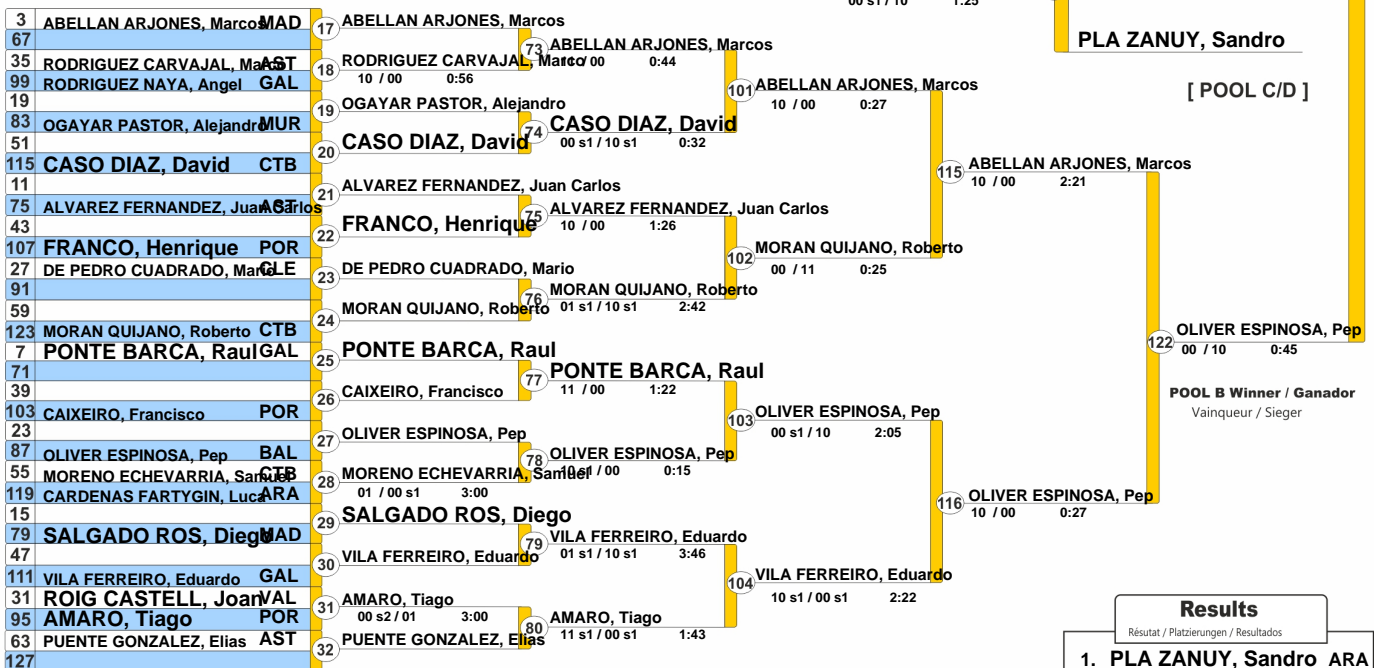 00 s1 / 10 1:25
PLA ZANUY, Sandro
[ POOL C/D ]
3 ABELLAN ARJONES, Marcos MAD
67
35 RODRIGUEZ CARVAJAL, Marco AST
99 RODRIGUEZ NAYA, Angel GAL
19
83 OGAYAR PASTOR, Alejandro MUR
51
115 CASO DIAZ, David CTB
11
75 ALVAREZ FERNANDEZ, Juan Carlos AST
43
107 FRANCO, Henrique POR
27 DE PEDRO CUADRADO, Mario CLE
91
59
123 MORAN QUIJANO, Roberto CTB
7 PONTE BARCA, Raul GAL
71
39
103 CAIXEIRO, Francisco POR
23
87 OLIVER ESPINOSA, Pep BAL
55 MORENO ECHEVARRIA, Samuel CTB
119 CARDENAS FARTYGIN, Luca ARA
15
79 SALGADO ROS, Diego MAD
47
111 VILA FERREIRO, Eduardo GAL
31 ROIG CASTELL, Joan VAL
95 AMARO, Tiago POR
63 PUENTE GONZALEZ, Elias AST
127
17 ABELLAN ARJONES, Marcos
18 RODRIGUEZ CARVAJAL, Marco
10 / 00 0:56
19 OGAYAR PASTOR, Alejandro
20 CASO DIAZ, David
21 ALVAREZ FERNANDEZ, Juan Carlos
22 FRANCO, Henrique
23 DE PEDRO CUADRADO, Mario
24 MORAN QUIJANO, Roberto
25 PONTE BARCA, Raul
26 CAIXEIRO, Francisco
27 OLIVER ESPINOSA, Pep
28 MORENO ECHEVARRIA, Samuel
01 / 00 s1 3:00
29 SALGADO ROS, Diego
30 VILA FERREIRO, Eduardo
31 AMARO, Tiago
00 s2 / 01 3:00
32 PUENTE GONZALEZ, Elias
73 ABELLAN ARJONES, Marcos
/ 00 0:44
74 CASO DIAZ, David
00 s1 / 10 s1 0:32
75 ALVAREZ FERNANDEZ, Juan Carlos
10 / 00 1:26
76 MORAN QUIJANO, Roberto
01 s1 / 10 s1 2:42
77 PONTE BARCA, Raul
11 / 00 1:22
78 OLIVER ESPINOSA, Pep
10 s1 / 00 0:15
79 VILA FERREIRO, Eduardo
01 s1 / 10 s1 3:46
80 AMARO, Tiago
11 s1 / 00 s1 1:43
101 ABELLAN ARJONES, Marcos
10 / 00 0:27
102 MORAN QUIJANO, Roberto
00 / 11 0:25
103 OLIVER ESPINOSA, Pep
00 s1 / 10 2:05
104 VILA FERREIRO, Eduardo
10 s1 / 00 s1 2:22
115 ABELLAN ARJONES, Marcos
10 / 00 2:21
116 OLIVER ESPINOSA, Pep
10 / 00 0:27
122 OLIVER ESPINOSA, Pep
00 / 10 0:45
POOL B Winner / Ganador
Vainqueur / Sieger
Results
Résutat / Platzierungen / Resultados
1. PLA ZANUY, Sandro ARA